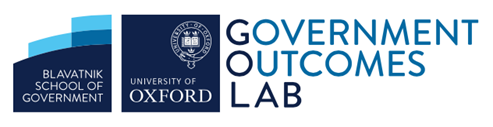 BLAVATNIK
SCHOOL OF
GOVERNMENT
UNIVERSITY OF
OXFORD
GOVERNMENT
OUTCOMES
LAB